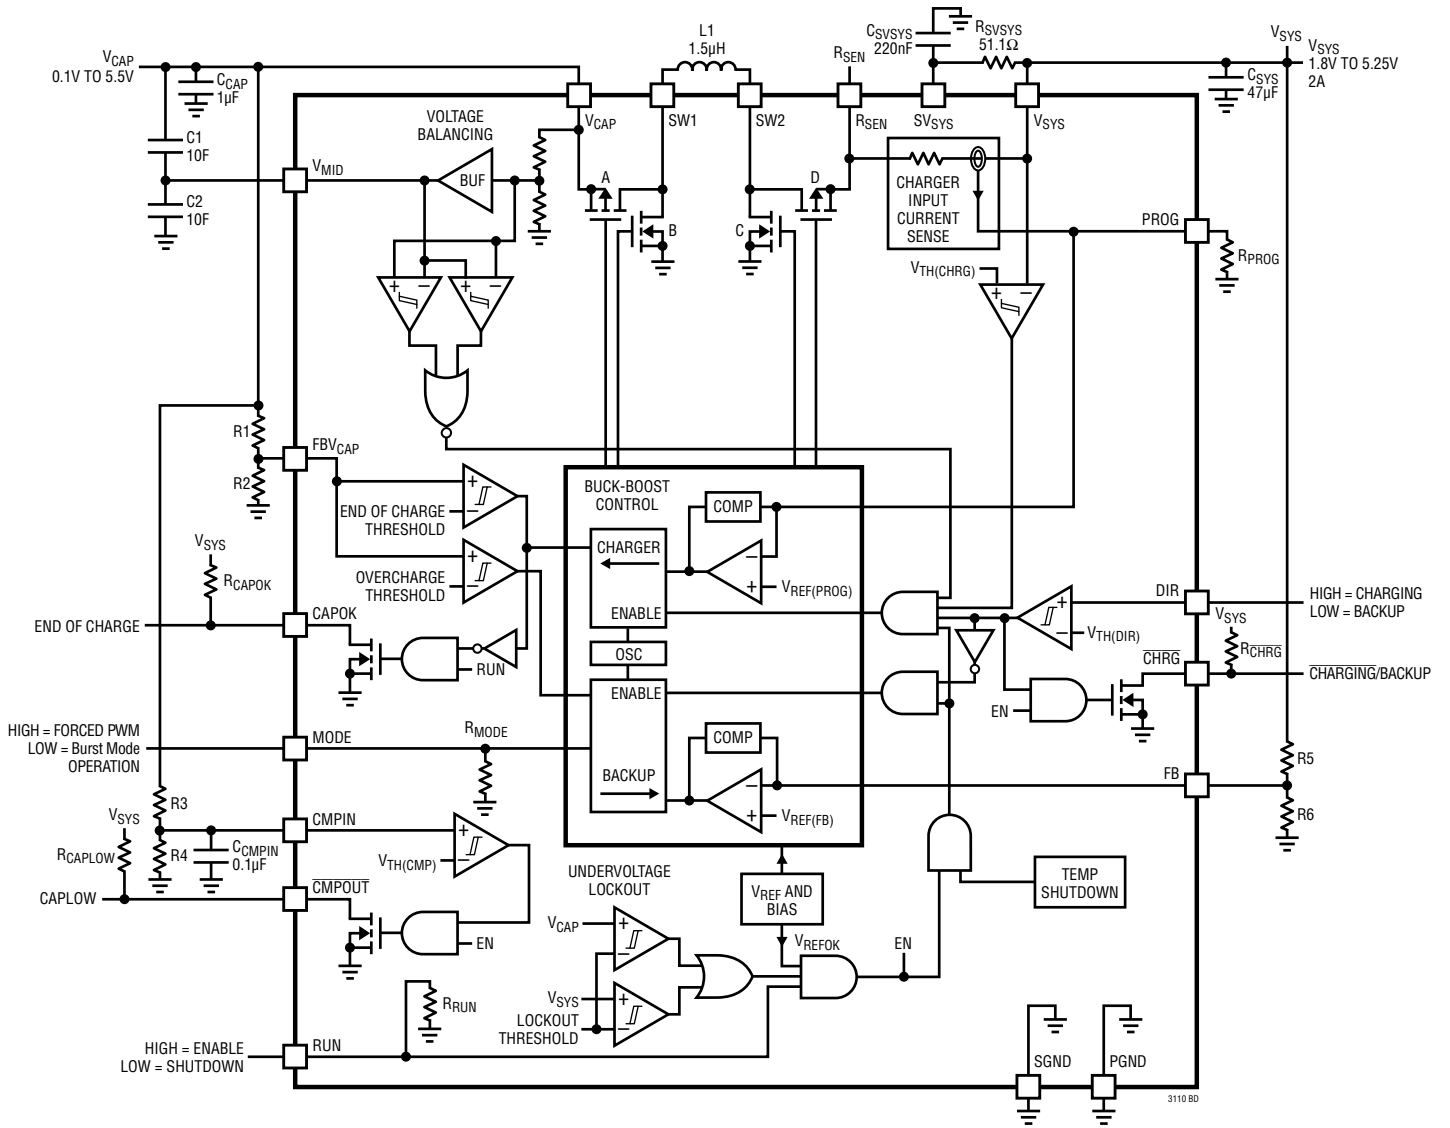 L1
1.5µH
CSVSYS
220nF
RSVSYS
51.1Ω
VSYS
VSYS
1.8V TO 5.25V
2A
VCAP
0.1V TO 5.5V
CCAP
1µF
RSEN
CSYS
47µF
VOLTAGE
BALANCING
VCAP
SW1
SW2
RSEN
SVSYS
VSYS
C1
10F
VMID
BUF
A
D
CHARGER
INPUT
CURRENT
SENSE
C2
10F
B
C
PROG
RPROG
VTH(CHRG)
+
–
+
–
+
–
R1
FBVCAP
R2
+
–
END OF CHARGE
THRESHOLD
BUCK-BOOST
CONTROL
COMP
CHARGER
–
+
VREF(PROG)
VSYS
RCAPOK
+
–
OVERCHARGE
THRESHOLD
ENABLE
DIR
HIGH = CHARGING
LOW = BACKUP
+
–
VTH(DIR)
VSYS
RCHRG
END OF CHARGE
CAPOK
RUN
OSC
CHRG
CHARGING/BACKUP
ENABLE
EN
HIGH = FORCED PWM
LOW = Burst Mode
OPERATION
MODE
RMODE
COMP
BACKUP
–
+
VREF(FB)
FB
R5
R6
VSYS
RCAPLOW
R3
R4
CCMPIN
0.1µF
CMPIN
+
–
VTH(CMP)
CAPLOW
CMPOUT
EN
UNDERVOLTAGE
LOCKOUT
VREF AND
BIAS
TEMP
SHUTDOWN
VCAP
+
–
VREFOK
EN
VSYS
+
–
LOCKOUT
THRESHOLD
RRUN
HIGH = ENABLE
LOW = SHUTDOWN
RUN
SGND
PGND
3110 BD